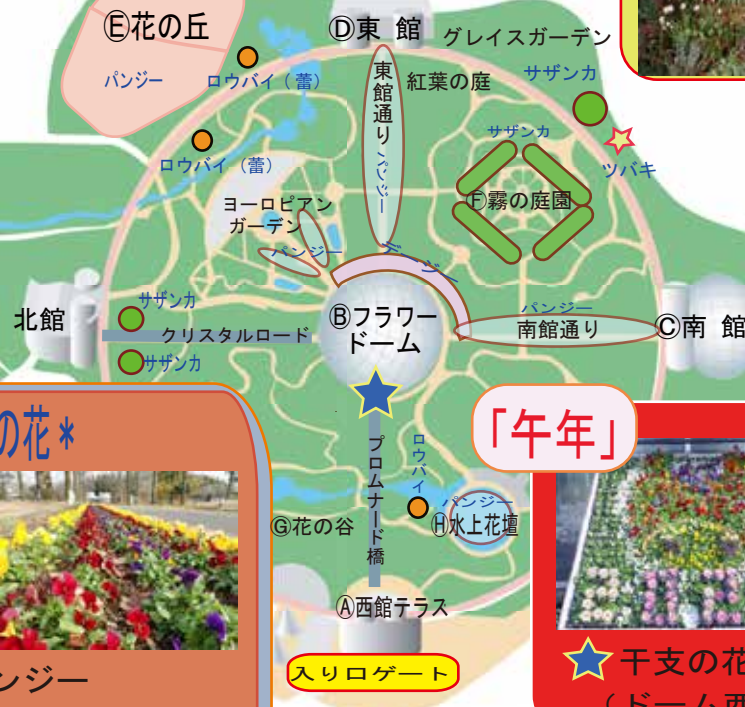 Ⓔ花の丘
パンジー
ロウバイ（蕾）
ロウバイ（蕾）
Ⓓ東 館
グレイスガーデン
東館通り
パンジー
紅葉の庭
サザンカ
サザンカ
ツバキ
Ⓕ霧の庭園
ヨーロピアン
ガーデン
パンジー
パンジー
北館
サザンカ
クリスタルロード
サザンカ
Ⓑフラワー
ドーム
パンジー
南館通り
Ⓒ南 館
の花*
ンジー
プロムナード橋
ロウバイ
パンジー
Ⓖ花の谷
Ⓗ水上花壇
Ⓐ西館テラス
入り口ゲート
「午年」
干支の花
（ドーム西